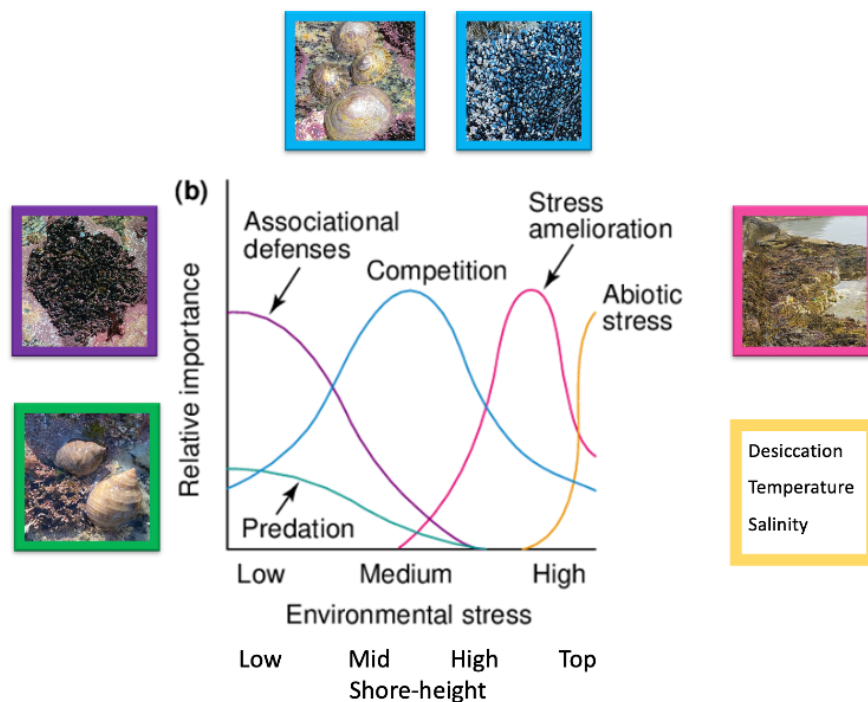 (b)
Associational
defenses
Competition
Stress
amelioration
Abiotic
stress
Relative importance
Predation
Low Medium High
Environmental stress
Low Mid High Top
Shore-height
Desiccation
Temperature
Salinity